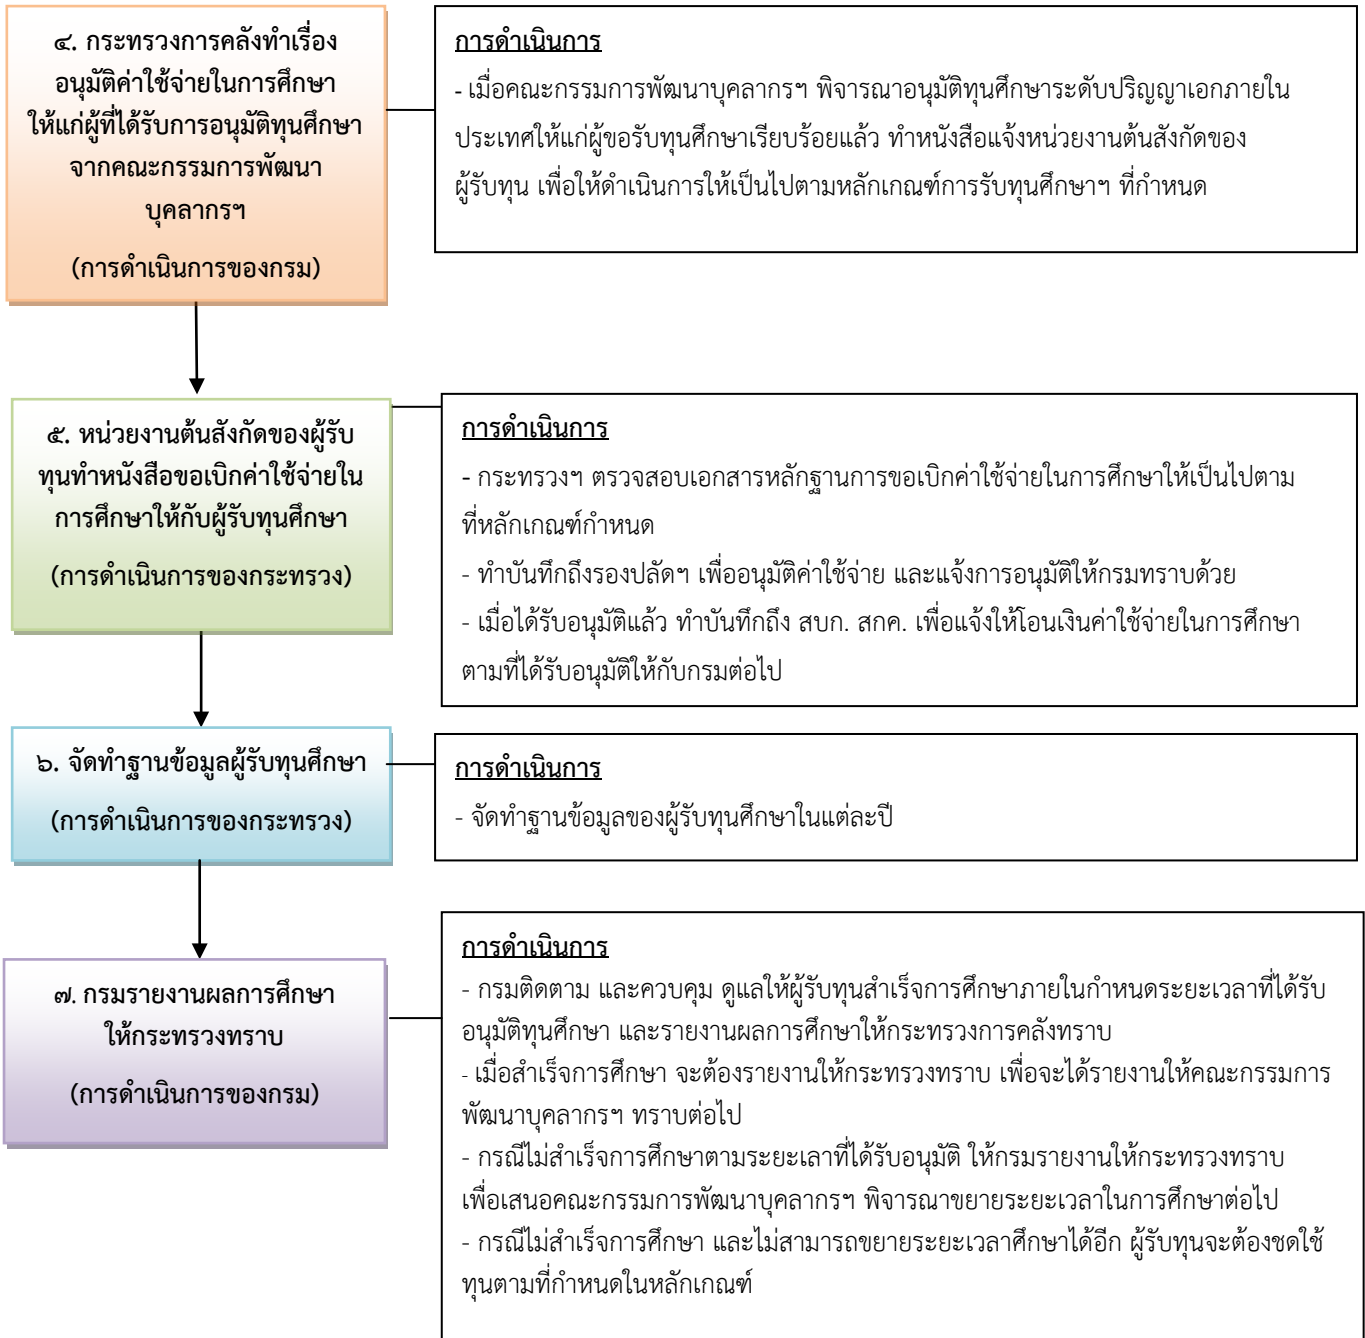 ๔. กระทรวงการคลังทำเรื่อง
อนุมัติค่าใช้จ่ายในการศึกษา
ให้แก่ผู้ที่ได้รับการอนุมัติทุนศึกษา
จากคณะกรรมการพัฒนา
บุคลากรฯ
(การดำเนินการของกรม)
การดำเนินการ
- เมื่อคณะกรรมการพัฒนาบุคลากรฯ พิจารณาอนุมัติทุนศึกษาระดับปริญญาเอกภายใน
ประเทศให้แก่ผู้ขอรับทุนศึกษาเรียบร้อยแล้ว ทำหนังสือแจ้งหน่วยงานต้นสังกัดของ
ผู้รับทุน เพื่อให้ดำเนินการให้เป็นไปตามหลักเกณฑ์การรับทุนศึกษาฯ ที่กำหนด
๕. หน่วยงานต้นสังกัดของผู้รับ
ทุนทำหนังสือขอเบิกค่าใช้จ่ายใน
การศึกษาให้กับผู้รับทุนศึกษา
(การดำเนินการของกระทรวง)
การดำเนินการ
- กระทรวงฯ ตรวจสอบเอกสารหลักฐานการขอเบิกค่าใช้จ่ายในการศึกษาให้เป็นไปตาม
ที่หลักเกณฑ์กำหนด
- ทำบันทึกถึงรองปลัดฯ เพื่ออนุมัติค่าใช้จ่าย และแจ้งการอนุมัติให้กรมทราบด้วย
- เมื่อได้รับอนุมัติแล้ว ทำบันทึกถึง สบก. สกค. เพื่อแจ้งให้โอนเงินค่าใช้จ่ายในการศึกษา
ตามที่ได้รับอนุมัติให้กับกรมต่อไป
๖. จัดทำฐานข้อมูลผู้รับทุนศึกษา
(การดำเนินการของกระทรวง)
การดำเนินการ
- จัดทำฐานข้อมูลของผู้รับทุนศึกษาในแต่ละปี
๗. กรมรายงานผลการศึกษา
ให้กระทรวงทราบ
(การดำเนินการของกรม)
การดำเนินการ
- กรมติดตาม และควบคุม ดูแลให้ผู้รับทุนสำเร็จการศึกษาภายในกำหนดระยะเวลาที่ได้รับ
อนุมัติทุนศึกษา และรายงานผลการศึกษาให้กระทรวงการคลังทราบ
- เมื่อสำเร็จการศึกษา จะต้องรายงานให้กระทรวงทราบ เพื่อจะได้รายงานให้คณะกรรมการ
พัฒนาบุคลากรฯ ทราบต่อไป
- กรณีไม่สำเร็จการศึกษาตามระยะเลาที่ได้รับอนุมัติ ให้กรมรายงานให้กระทรวงทราบ
เพื่อเสนอคณะกรรมการพัฒนาบุคลากรฯ พิจารณาขยายระยะเวลาในการศึกษาต่อไป
- กรณีไม่สำเร็จการศึกษา และไม่สามารถขยายระยะเวลาศึกษาได้อีก ผู้รับทุนจะต้องชดใช้
ทุนตามที่กำหนดในหลักเกณฑ์